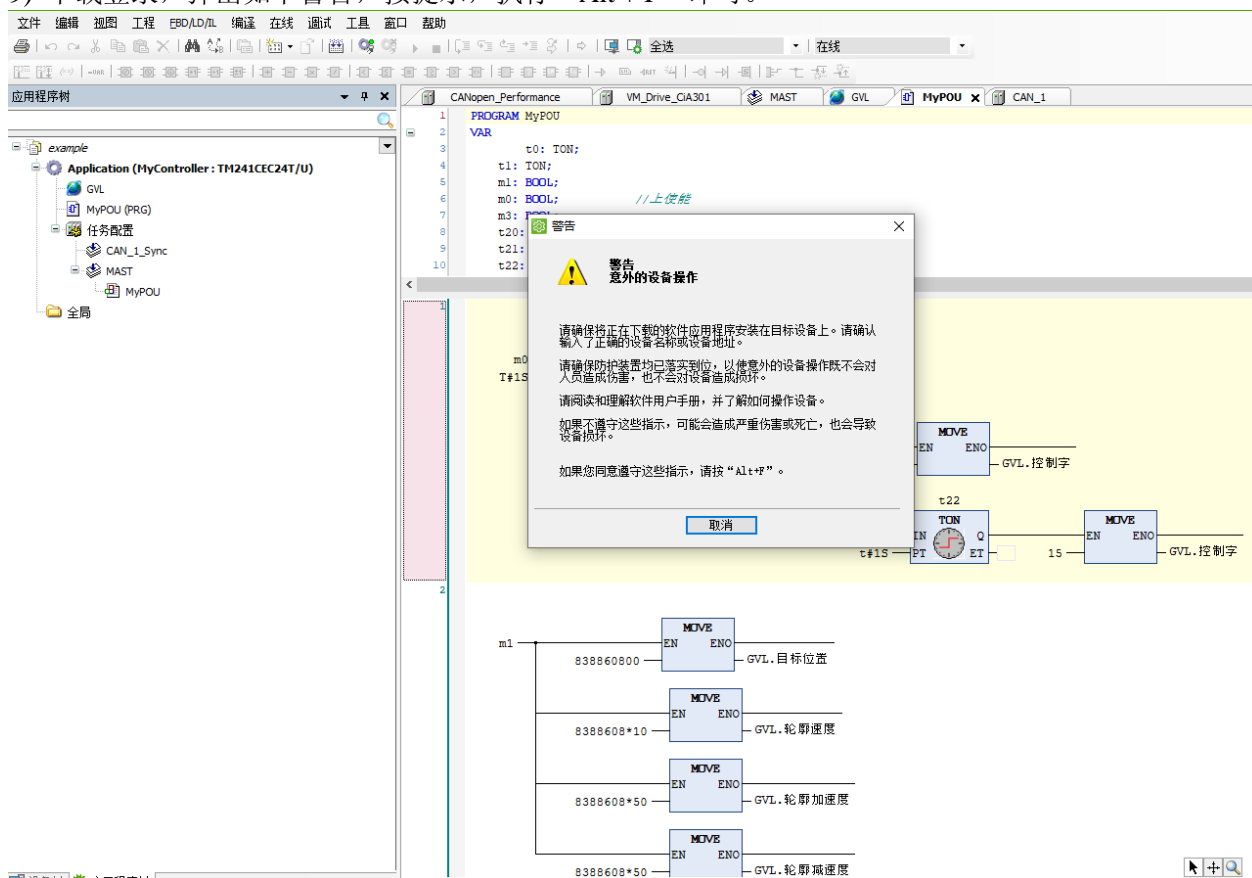 文件 编辑 视图 工程 FBD/LD/IL 编译 在线 调试 工具 窗口 帮助
全选 在线
应用程序树
CANopen_Performance VM_Drive_CiA301 MAST GVL MyPOU CAN_1
example
Application (MyController : TM241CEC24T/U)
GVL
MyPOU (PRG)
任务配置
CAN_1_Sync
MAST
MyPOU
全局
1 PROGRAM MyPOU
2 VAR
3 t0: TON;
4 t1: TON;
5 m1: BOOL;
6 m0: BOOL; //上使能
7 m3:
8 t20:
9 t21:
10 t22:
警告
警告
意外的设备操作
请确保将正在下载的软件应用程序安装在目标设备上。请确认
输入了正确的设备名称或设备地址。
请确保防护装置均已落实到位，以使意外的设备操作既不会对
人员造成伤害，也不会对设备造成损坏。
请阅读和理解软件用户手册，并了解如何操作设备。
如果不遵守这些指示，可能会造成严重伤害或死亡，也会导致
设备损坏。
如果您同意遵守这些指示，请按“Alt+F”。
取消
1
m0
T#1S
MOVE
EN ENO
GVL.控制字
t22
TON MOVE
IN Q EN ENO
t#1S PT ET 15 GVL.控制字
2
MOVE
m1 EN ENO
838860800 GVL.目标位置
MOVE
EN ENO
8388608*10 GVL.轮廓速度
MOVE
EN ENO
8388608*50 GVL.轮廓加速度
MOVE
EN ENO
8388608*50 GVL.轮廓减速度